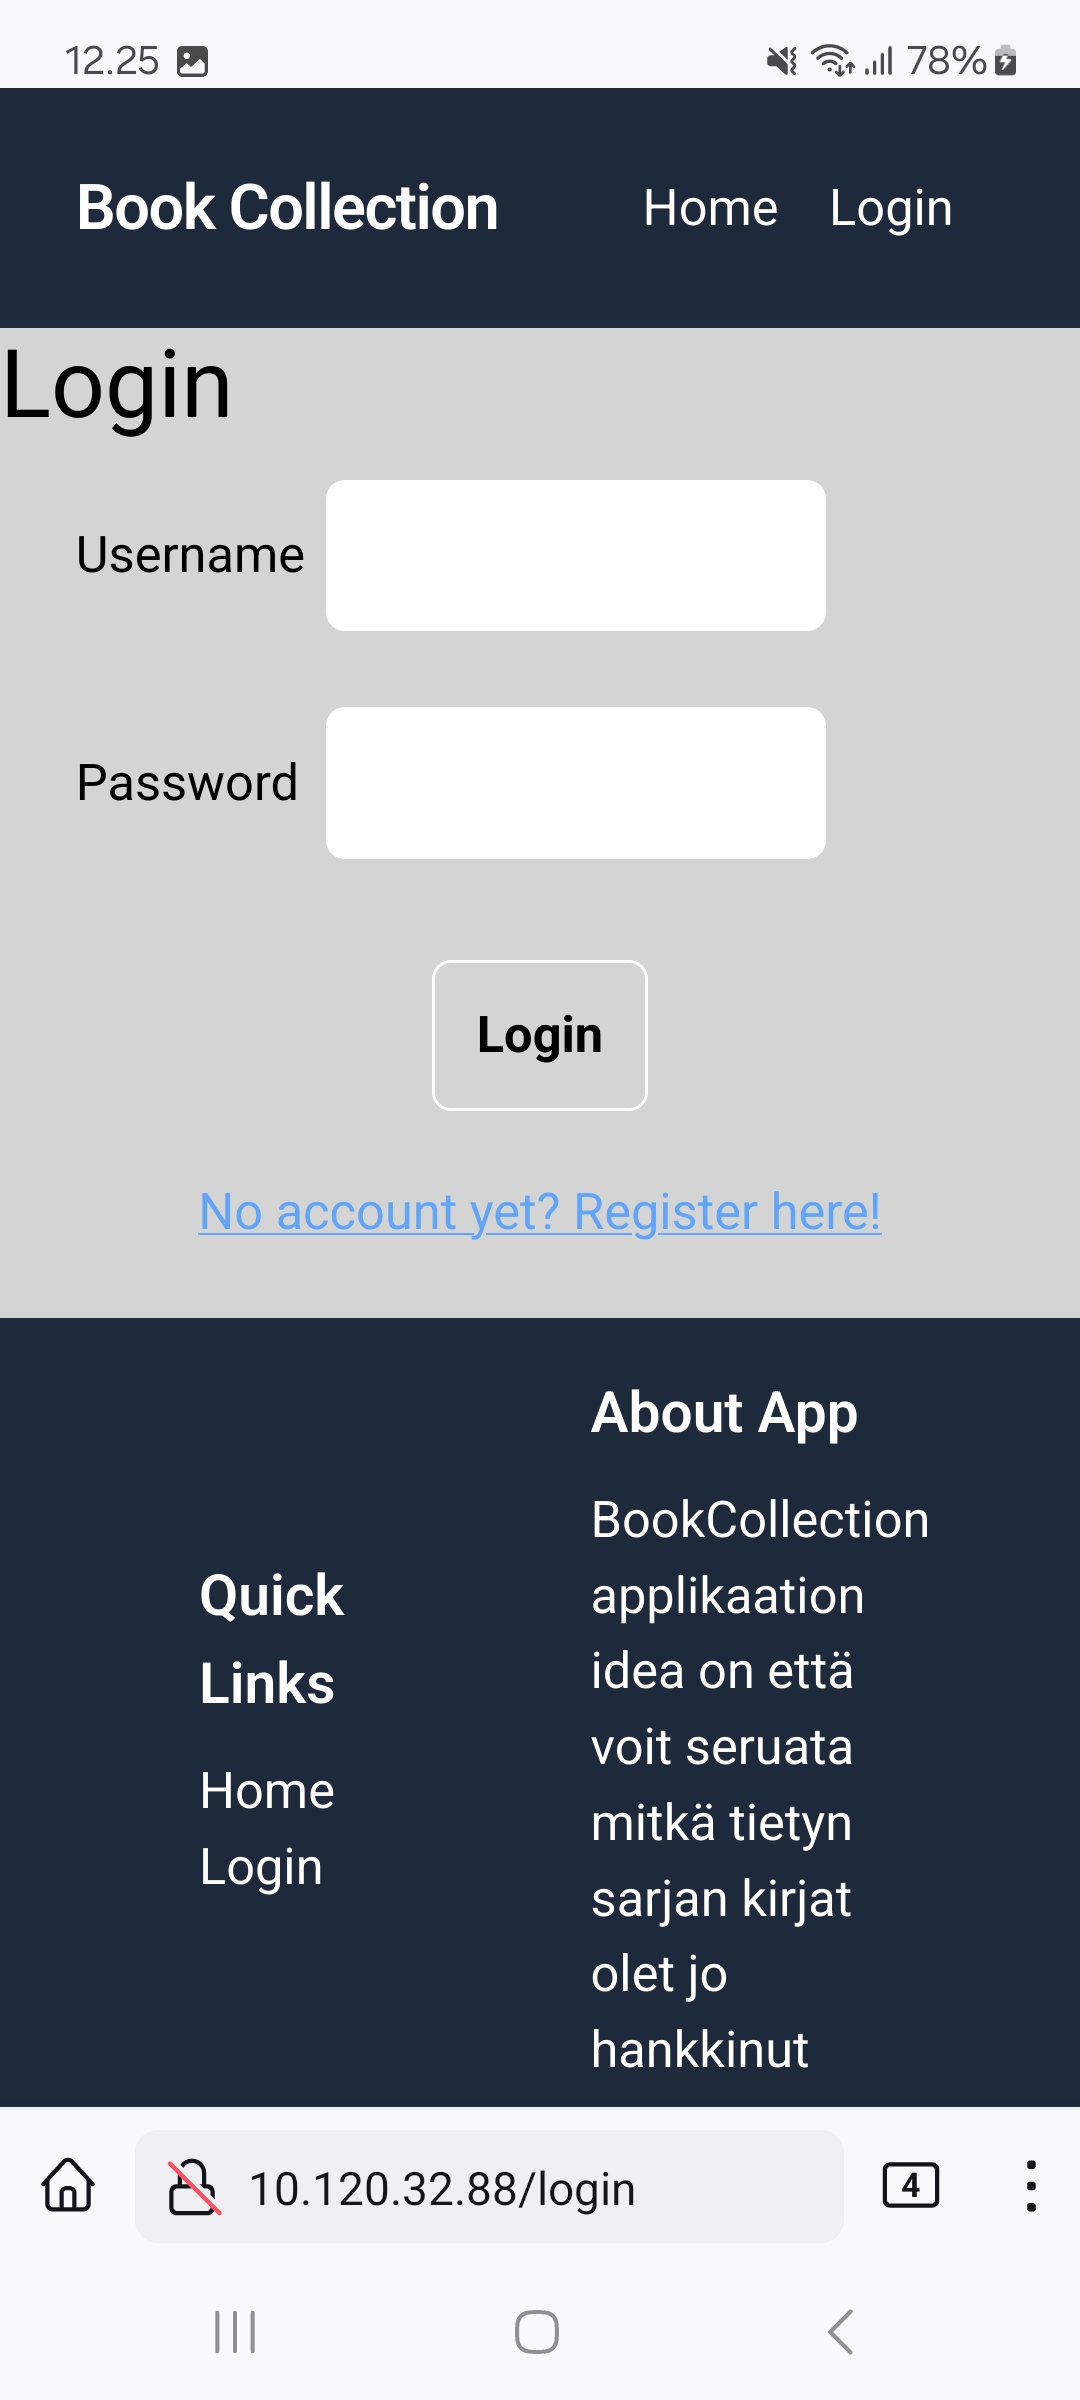 12.25
78%
Book Collection
Home
Login
Login
Username
Password
Login
No account yet? Register here!
Quick
Links
Home
Login
About App
BookCollection
applikaation
idea on että
voit seruata
mitkä tietyn
sarjan kirjat
olet jo
hankkinut
10.120.32.88/login
4